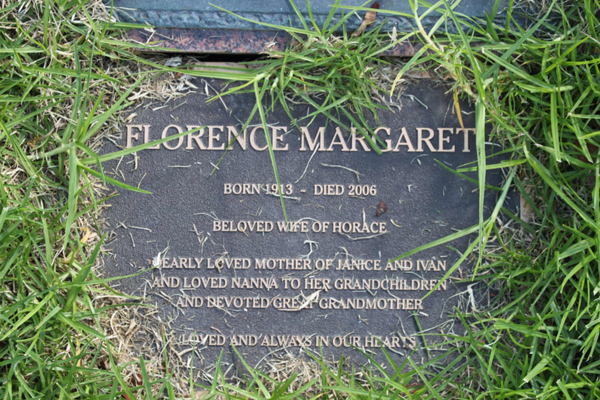 FLORENCE MARGARET
BORN 1913 - DIED 2006
BELOVED WIFE OF HORACE
DEARLY LOVED MOTHER OF JANICE AND IVAN
AND LOVED NANNA TO HER GRANDCHILDREN
AND DEVOTED GREAT GRANDMOTHER
LOVED AND ALWAYS IN OUR HEARTS